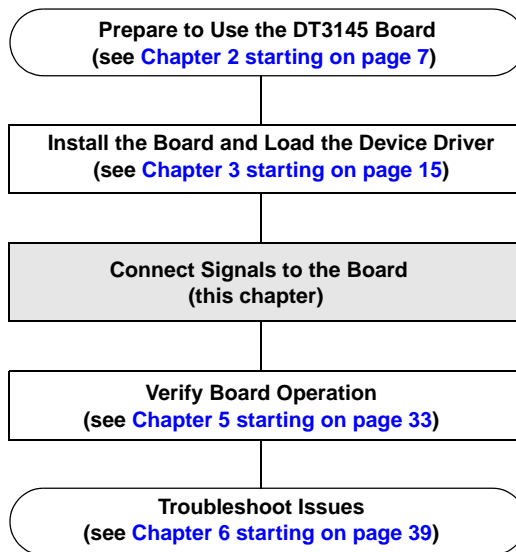 Prepare to Use the DT3145 Board
(see Chapter 2 starting on page 7)
Install the Board and Load the Device Driver
(see Chapter 3 starting on page 15)
Connect Signals to the Board
(this chapter)
Verify Board Operation
(see Chapter 5 starting on page 33)
Troubleshoot Issues
(see Chapter 6 starting on page 39)